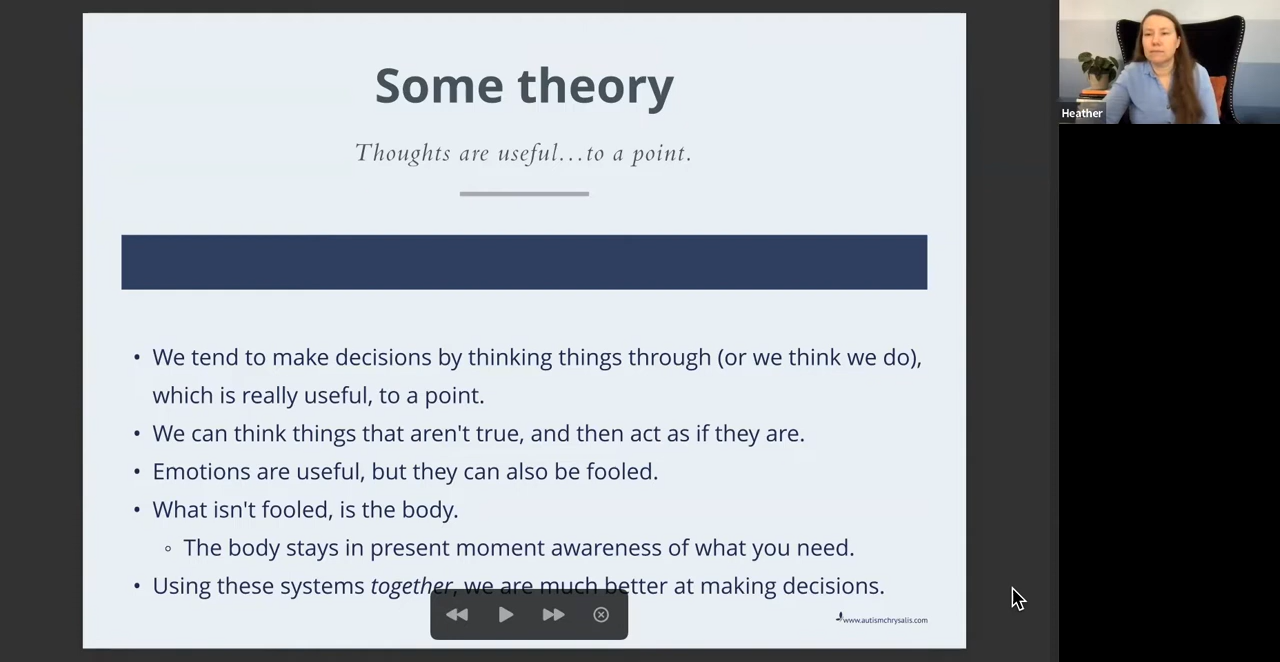 Some theory
Thoughts are useful...to a point.
• We tend to make decisions by thinking things through (or we think we do),
which is really useful, to a point.
• We can think things that aren't true, and then act as if they are.
• Emotions are useful, but they can also be fooled.
• What isn't fooled, is the body.
◦ The body stays in present moment awareness of what you need.
• Using these systems together, we are much better at making decisions.
www.autismchrysalis.com
Heather